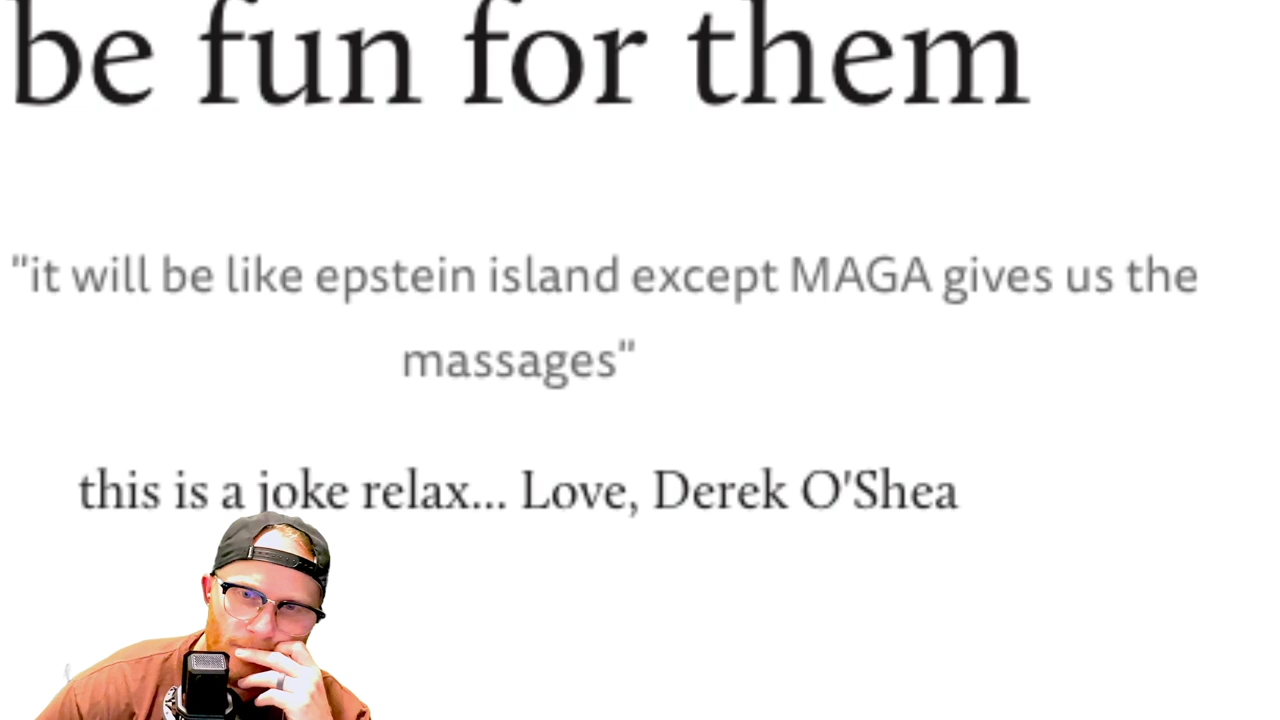 be fun for them
"it will be like epstein island except MAGA gives us the
massages"
this is a joke relax... Love, Derek O'Shea